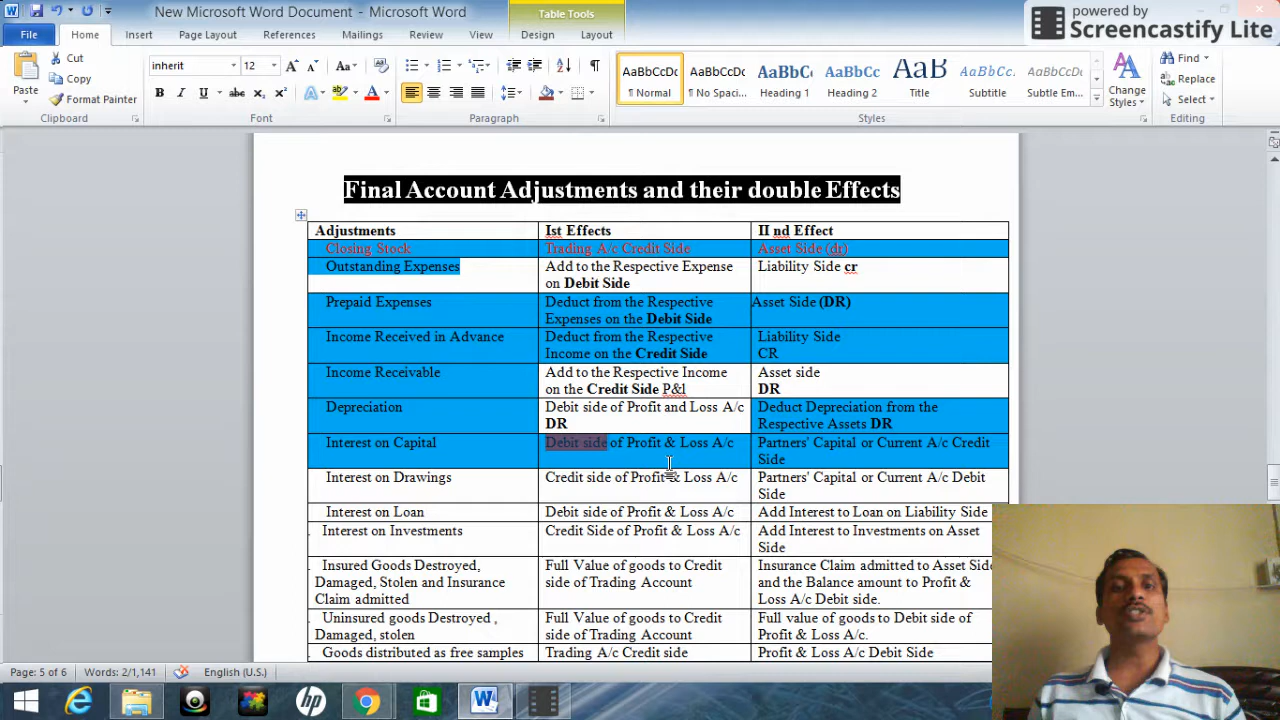 New Microsoft Word Document - Microsoft Word
Table Tools
powered by
Screencastify Lite
File Home Insert Page Layout References Mailings Review View Design Layout
Cut
Copy
Format Painter
Paste
Clipboard
inherit 12
Font
Paragraph
AaBbCcDc AaBbCcDc AaBbC AaBbCc AaB AaBbCc. AaBbCcDc
¶ Normal ¶ No Spaci... Heading 1 Heading 2 Title Subtitle Subtle Em...
Change Styles
Styles
Find
Replace
Select
Editing
Final Account Adjustments and their double Effects
Adjustments Ist Effects II nd Effect
Closing Stock Trading A/c Credit Side Asset Side (dr)
Outstanding Expenses Add to the Respective Expense Liability Side cr
on Debit Side
Prepaid Expenses Deduct from the Respective Asset Side (DR)
Expenses on the Debit Side
Income Received in Advance Deduct from the Respective Liability Side
Income on the Credit Side CR
Income Receivable Add to the Respective Income Asset side
on the Credit Side P&l DR
Depreciation Debit side of Profit and Loss A/c Deduct Depreciation from the
DR Respective Assets DR
Interest on Capital Debit side of Profit & Loss A/c Partners' Capital or Current A/c Credit
Side
Interest on Drawings Credit side of Profit & Loss A/c Partners' Capital or Current A/c Debit
Side
Interest on Loan Debit side of Profit & Loss A/c Add Interest to Loan on Liability Side
Interest on Investments Credit Side of Profit & Loss A/c Add Interest to Investments on Asset
Side
Insured Goods Destroyed, Full Value of goods to Credit Insurance Claim admitted to Asset Side
Damaged, Stolen and Insurance side of Trading Account and the Balance amount to Profit &
Claim admitted Loss A/c Debit side.
Uninsured goods Destroyed , Full Value of goods to Credit Full value of goods to Debit side of
Damaged, stolen side of Trading Account Profit & Loss A/c.
Goods distributed as free samples Trading A/c Credit side Profit & Loss A/c Debit Side
Page: 5 of 6 Words: 2/1,141 English (U.S.)
hp